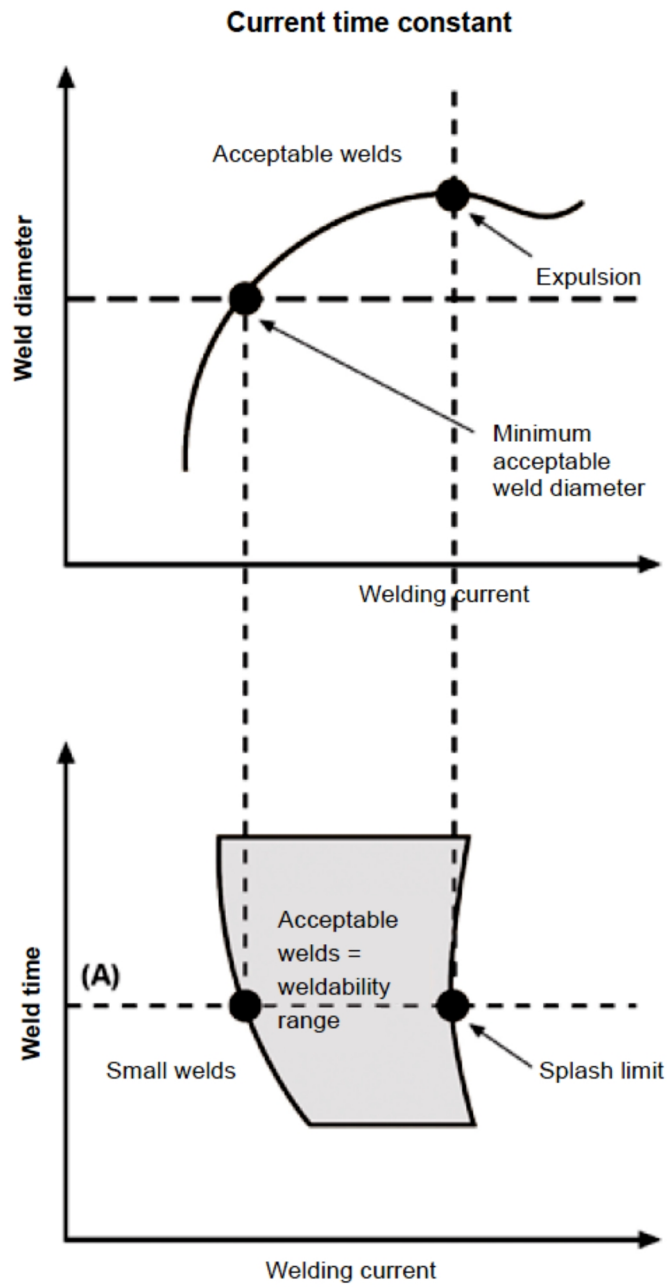 Current time constant
Acceptable welds
Weld diameter
Expulsion
Minimum
acceptable
weld diameter
Welding current
Acceptable
welds =
weldability
range
(A)
Weld time
Small welds
Splash limit
Welding current